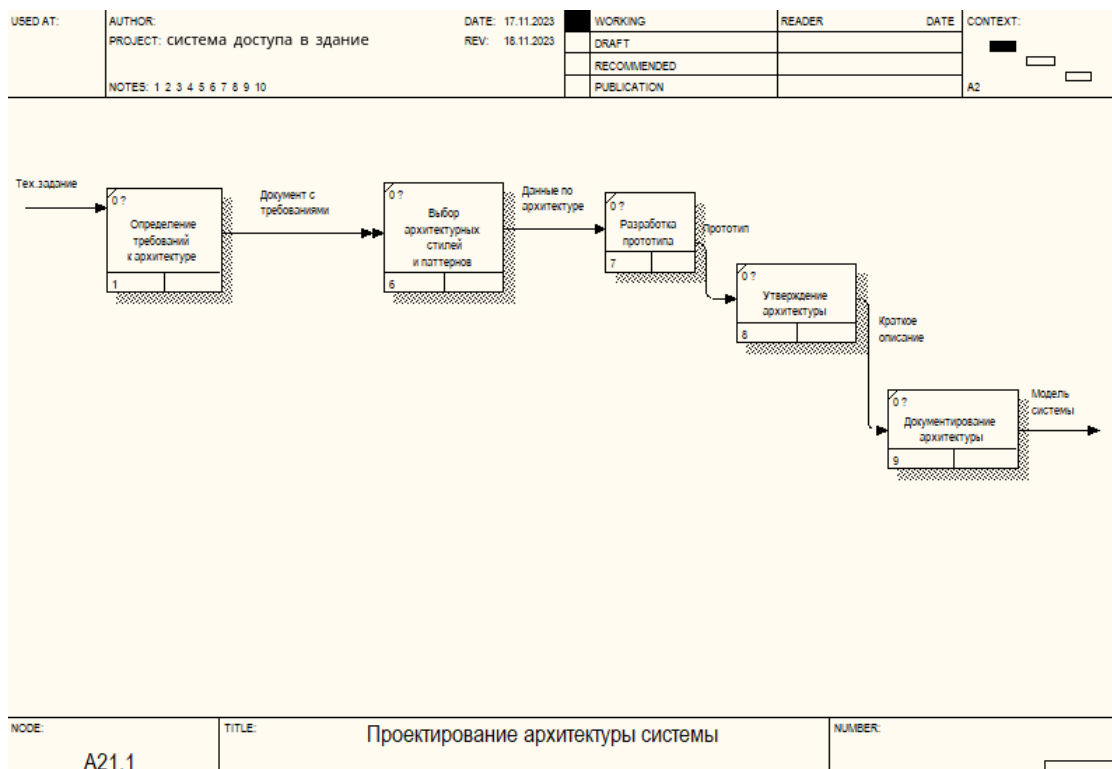 USED AT:
AUTHOR:
DATE: 17.11.2023
WORKING
READER
DATE
CONTEXT:
PROJECT: система доступа в здание
REV: 18.11.2023
DRAFT
RECOMMENDED
NOTES: 1 2 3 4 5 6 7 8 9 10
PUBLICATION
A2
Тех.задание
0 ?
Определение
требований
к архитектуре
1
Документ с
требованиями
0 ?
Выбор
архитектурных
стилей
и паттернов
6
Данные по
архитектуре
0 ?
Разработка
прототипа
7
Прототип
0 ?
Утверждение
архитектуры
8
Краткое
описание
0 ?
Документирование
архитектуры
9
Модель
системы
NODE:
A21.1
TITLE:
Проектирование архитектуры системы
NUMBER: